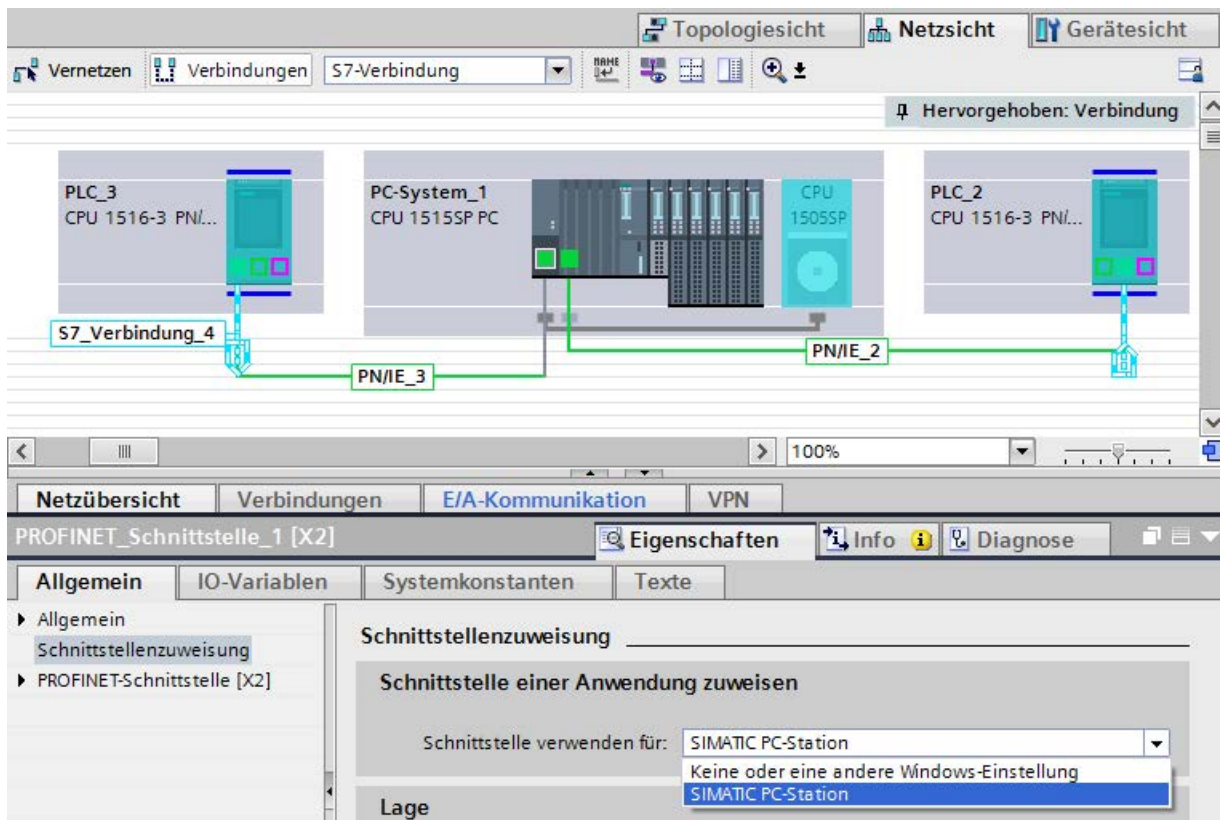 Topologiesicht Netzsicht Gerätesicht
Vernetzen Verbindungen S7-Verbindung NAME
Hervorgehoben: Verbindung
PLC_3
CPU 1516-3 PN/...
PC-System_1
CPU 1515SP PC
CPU
1505SP
PLC_2
CPU 1516-3 PN/...
S7_Verbindung_4
PN/IE_2
PN/IE_3
100%
Netzübersicht Verbindungen E/A-Kommunikation VPN
PROFINET_Schnittstelle_1 [X2] Eigenschaften Info Diagnose
Allgemein IO-Variablen Systemkonstanten Texte
Allgemein
Schnittstellenzuweisung
PROFINET-Schnittstelle [X2]
Schnittstellenzuweisung
Schnittstelle einer Anwendung zuweisen
Schnittstelle verwenden für: SIMATIC PC-Station
Keine oder eine andere Windows-Einstellung
SIMATIC PC-Station
Lage